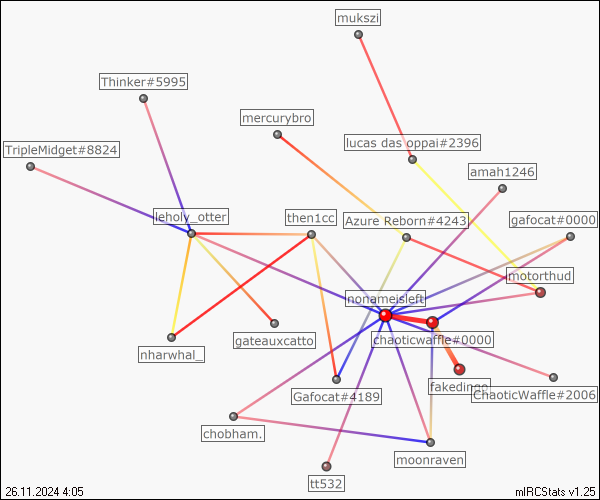 mukszi
Thinker#5995
mercurybro
lucas das oppai#2396
TripleMidget#8824
amah1246
leholy_otter
then1cc
Azure Reborn#4243
gafocat#0000
motorthud
nonameisleft
chaoticwaffle#0000
gateauxcatto
nharwhal_
fakedingo
ChaoticWaffle#2006
Gafocat#4189
chobham.
moonraven
tt532
26.11.2024 4:05
mIRCStats v1.25